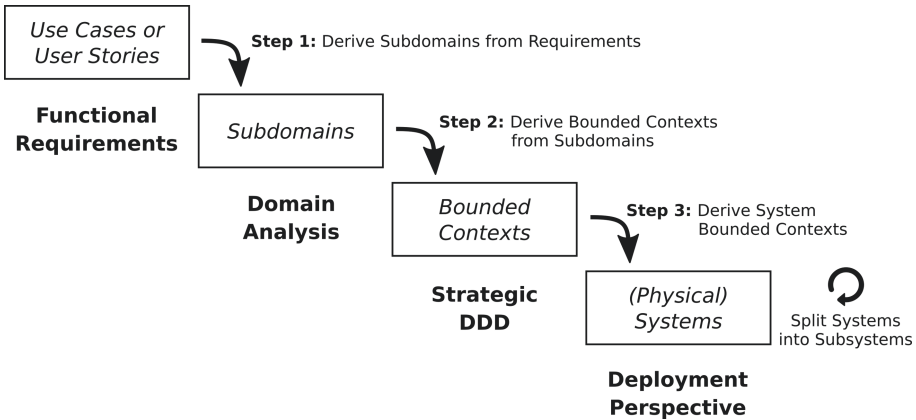 Use Cases or
User Stories
Step 1: Derive Subdomains from Requirements
Functional
Requirements
Subdomains
Step 2: Derive Bounded Contexts
from Subdomains
Domain
Analysis
Bounded
Contexts
Step 3: Derive System
Bounded Contexts
Strategic
DDD
(Physical)
Systems
Split Systems
into Subsystems
Deployment
Perspective